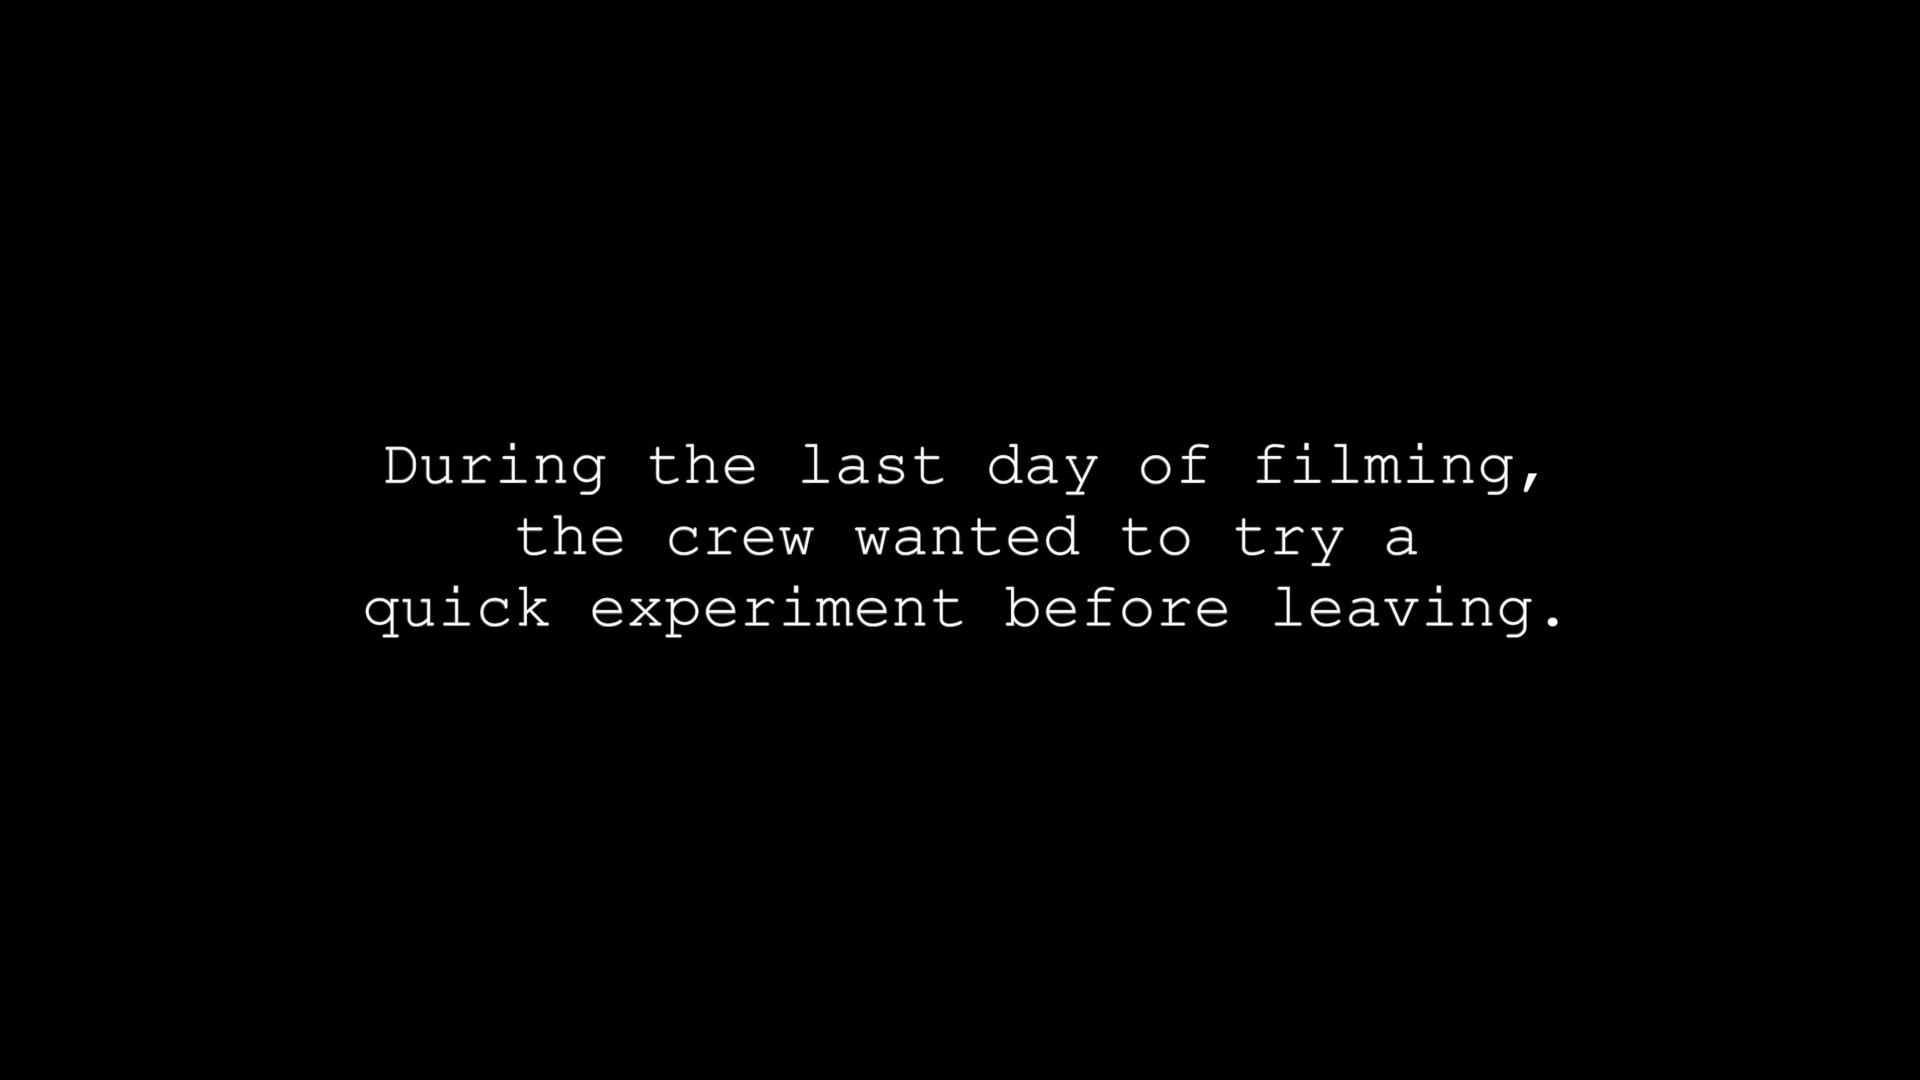 During the last day of filming,
the crew wanted to try a
quick experiment before leaving.